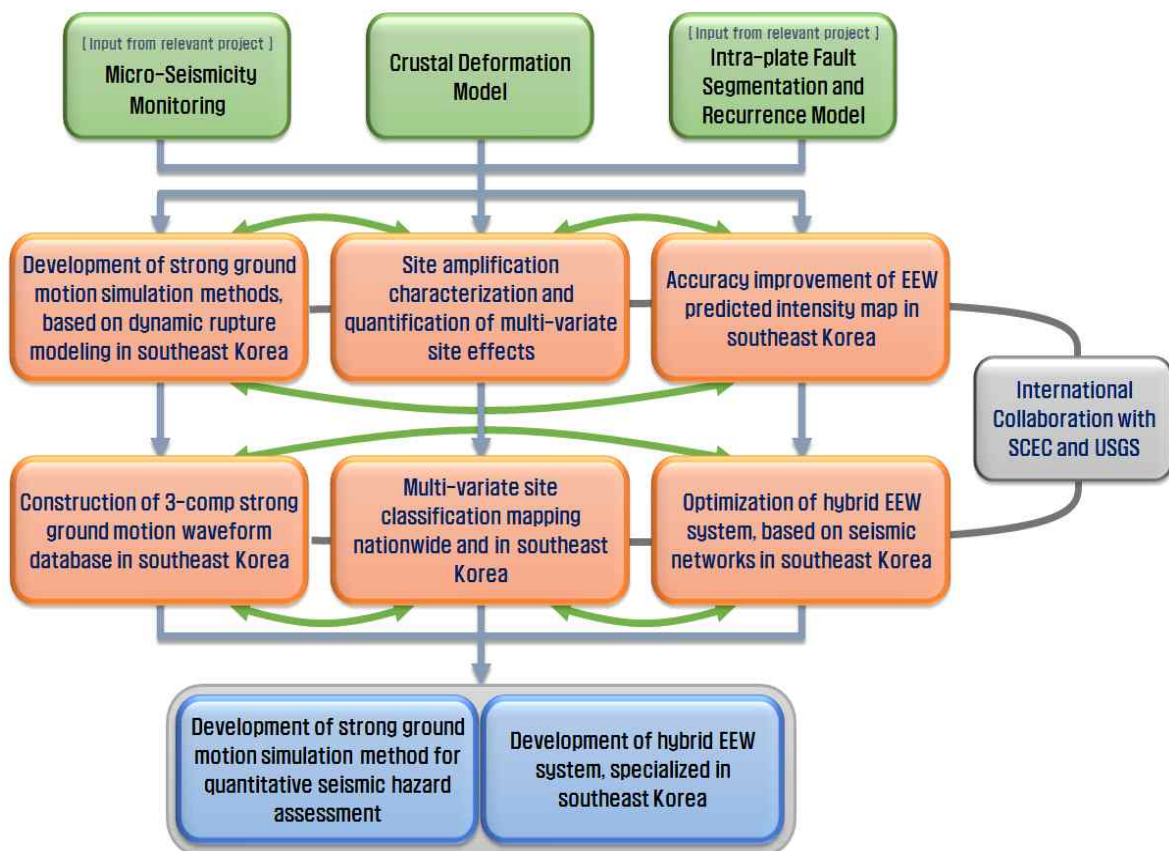 [ Input from relevant project ]
Micro-Seismicity
Monitoring
Crustal Deformation
Model
[ Input from relevant project ]
Intra-plate Fault
Segmentation and
Recurrence Model
Development of strong ground
motion simulation methods,
based on dynamic rupture
modeling in southeast Korea
Site amplification
characterization and
quantification of multi-variate
site effects
Accuracy improvement of EEW
predicted intensity map in
southeast Korea
International
Collaboration with
SCEC and USGS
Construction of 3-comp strong
ground motion waveform
database in southeast Korea
Multi-variate site
classification mapping
nationwide and in southeast
Korea
Optimization of hybrid EEW
system, based on seismic
networks in southeast Korea
Development of strong ground
motion simulation method for
quantitative seismic hazard
assessment
Development of hybrid EEW
system, specialized in
southeast Korea